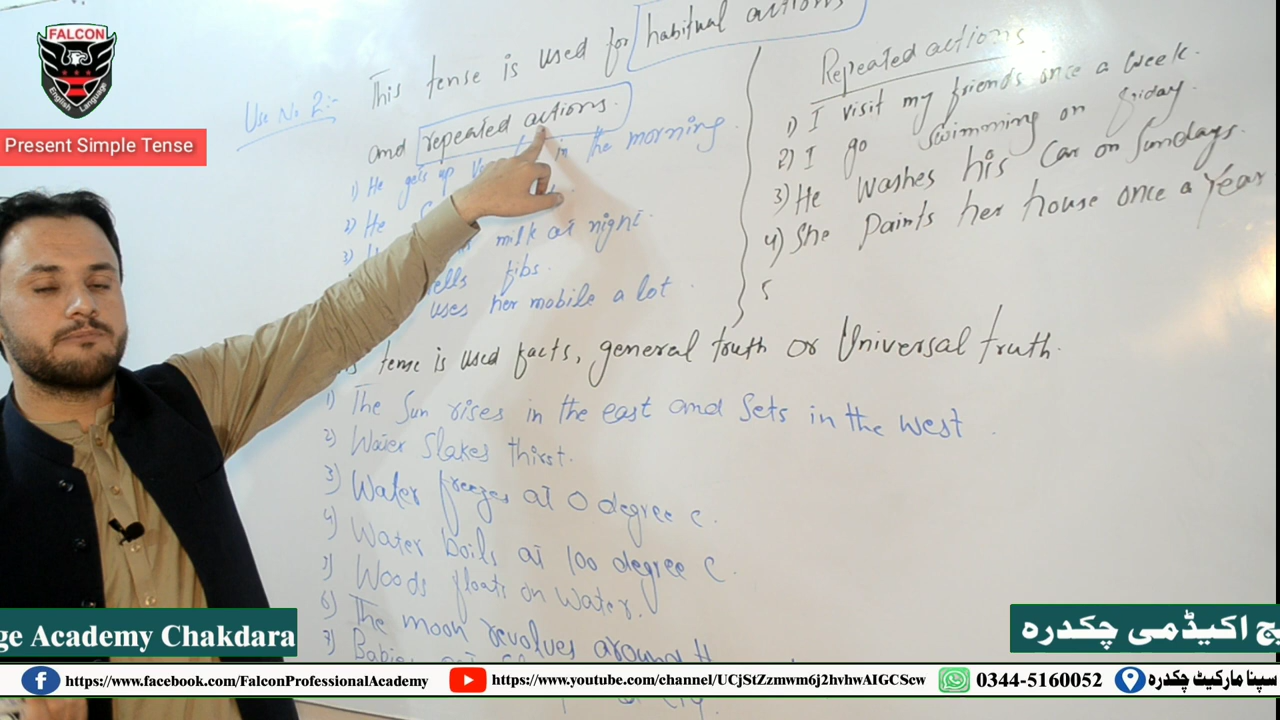 FALCON
English Language
Present Simple Tense
Use No 2:-
This tense is used for habitual actions
and repeated actions.
1) He gets up in the morning
2) He
3) milk at night.
ells fibs.
uses her mobile a lot.
Repeated actions
1) I visit my friends once a week.
2) I go swimming on Friday.
3) He washes his Car on Sundays.
4) She paints her house once a Year
5
tense is used facts, general truth or Universal truth.
1) The Sun rises in the east and sets in the west.
2) Water slakes thirst.
3) Water freezes at 0 degree c.
4) Water boils at 100 degree c.
5) Woods floats on water.
6) The moon revolves around
7) Babies
ge Academy Chakdara
یج اکیڈمی چکدرہ
https://www.facebook.com/FalconProfessionalAcademy
https://www.youtube.com/channel/UCjStZzmwm6j2hvhwAIGCScw
0344-5160052
سپنا مارکیٹ چکدرہ